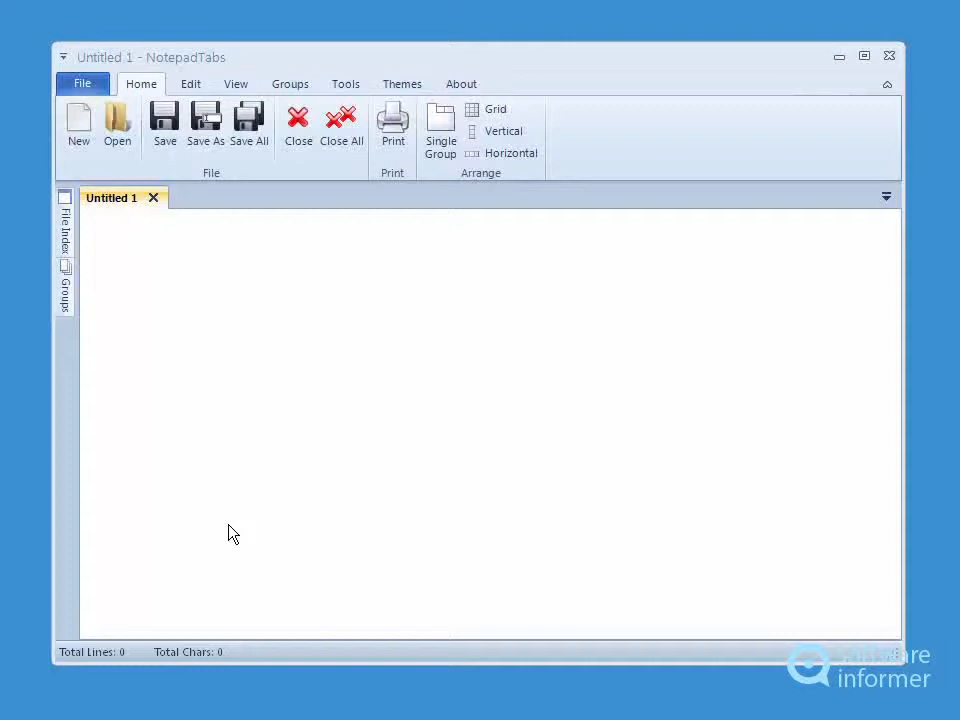 Untitled 1 - NotepadTabs
File Home Edit View Groups Tools Themes About
New Open Save Save As Save All Close Close All Print Single Group Grid
Vertical
Horizontal
File Print Arrange
Untitled 1
File Index
Groups
Total Lines: 0 Total Chars: 0
software
informer